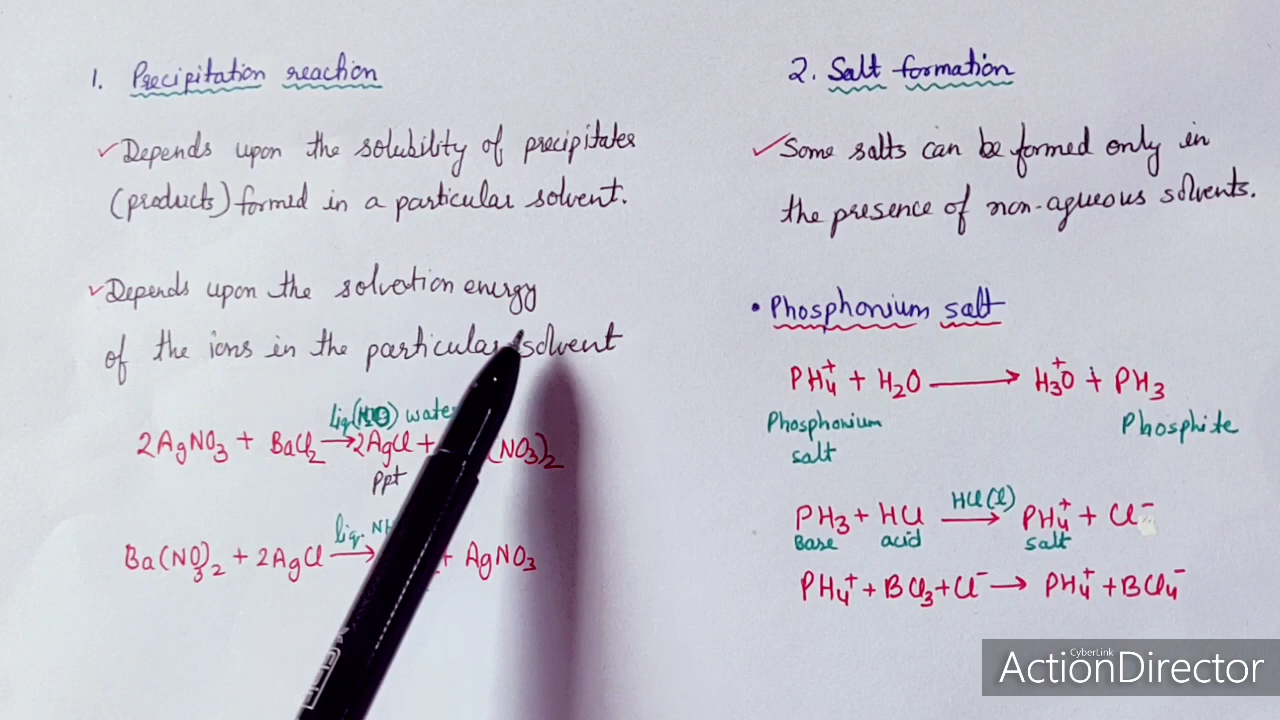 1. Precipitation reaction
✓Depends upon the solubility of precipitates
(products) formed in a particular solvent.
✓Depends upon the solvation energy
of the ions in the particular solvent
water
2AgNO₃ + BaCl₂ → 2AgCl + (NO₃)₂
ppt
liq. NH
Ba(NO₃)₂ + 2AgCl → + AgNO₃
2. Salt formation
✓Some salts can be formed only in
the presence of non-aqueous solvents.
• Phosphonium salt
PH₄⁺ + H₂O → H₃O⁺ + PH₃
Phosphonium Phosphite
salt
HCl(l)
PH₃ + HCl → PH₄⁺ + Cl⁻
Base acid salt
PH₄⁺ + BCl₃ + Cl⁻ → PH₄⁺ + BCl₄⁻
CyberLink
ActionDirector